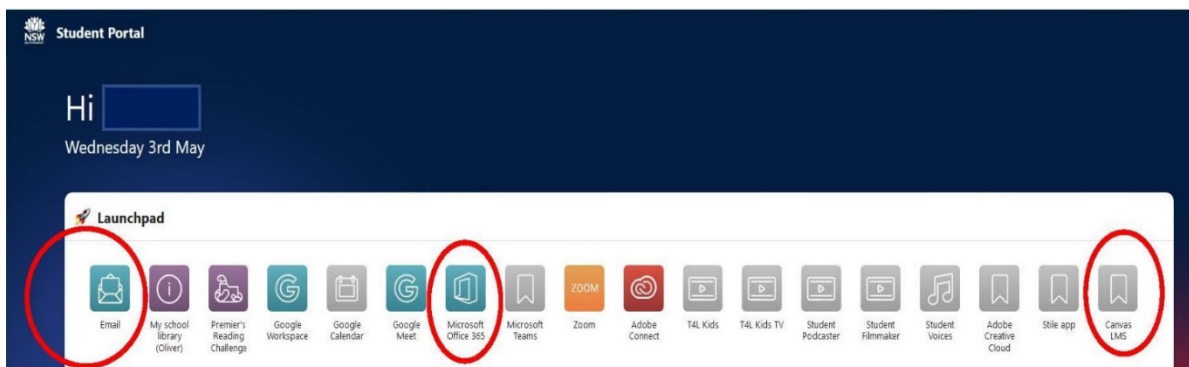 NSW
Student Portal
Hi
Wednesday 3rd May
Launchpad
ZOOM
Email
My school
library
(Oliver)
Premier's
Reading
Challenge
Google
Workspace
Google
Calendar
Google
Meet
Microsoft
Office 365
Microsoft
Teams
Zoom
Adobe
Connect
T4L Kids
T4L Kids TV
Student
Podcaster
Student
Filmmaker
Student
Voices
Adobe
Creative
Cloud
Stile app
Canvas
LMS